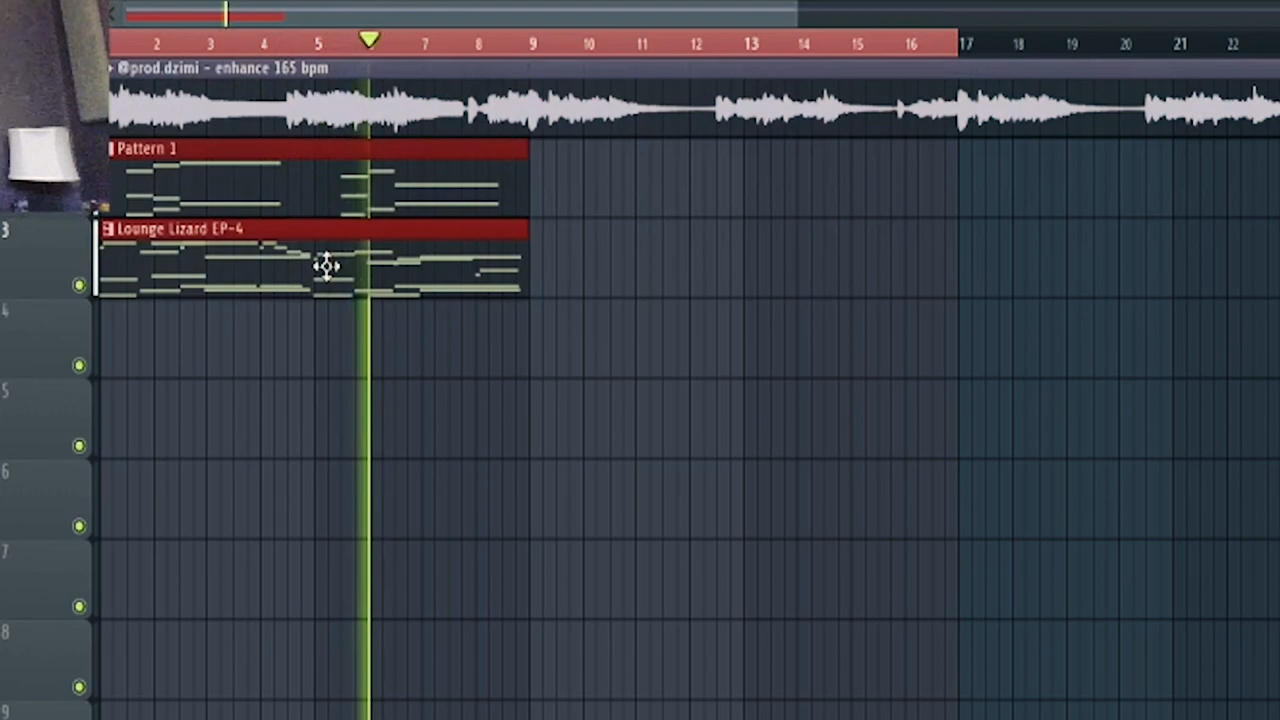 2 3 4 5 7 8 9 10 11 12 13 14 15 16 17 18 19 20 21 22
@prod.dzimi - enhance 165 bpm
Pattern 1
3 Lounge Lizard EP-4
4
5
6
7
8
9